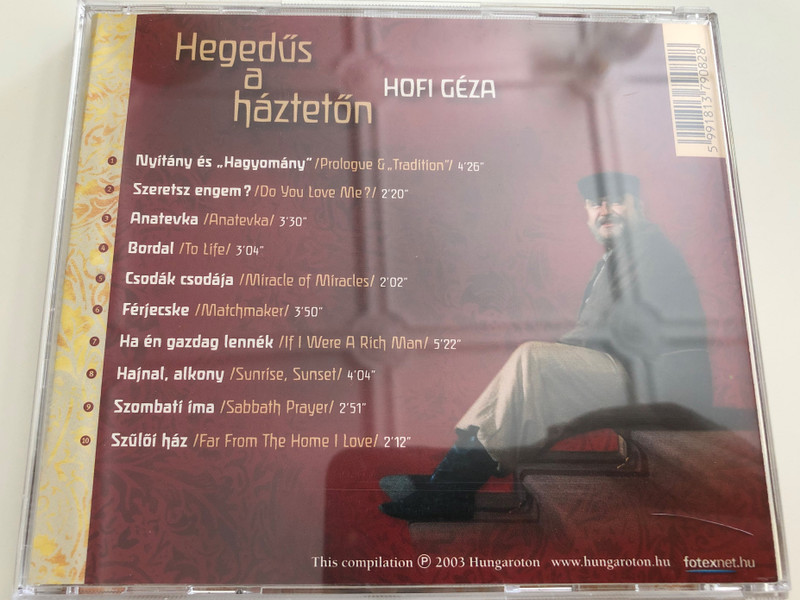 Hegedűs
a
háztetőn
HOFI GÉZA
1 Nyitány és „Hagyomány” /Prologue & „Tradition”/ 4'26"
2 Szeretsz engem? /Do You Love Me?/ 2'20"
3 Anatevka /Anatevka/ 3'30"
4 Bordal /To Life/ 3'04"
5 Csodák csodája /Miracle of Miracles/ 2'02"
6 Férjecske /Matchmaker/ 3'50"
7 Ha én gazdag lennék /If I Were A Rich Man/ 5'22"
8 Hajnal, alkony /Sunrise, Sunset/ 4'04"
9 Szombati ima /Sabbath Prayer/ 2'51"
10 Szülői ház /Far From The Home I Love/ 2'12"
5 991813 790828
This compilation ℗ 2003 Hungaroton www.hungaroton.hu fotexnet.hu